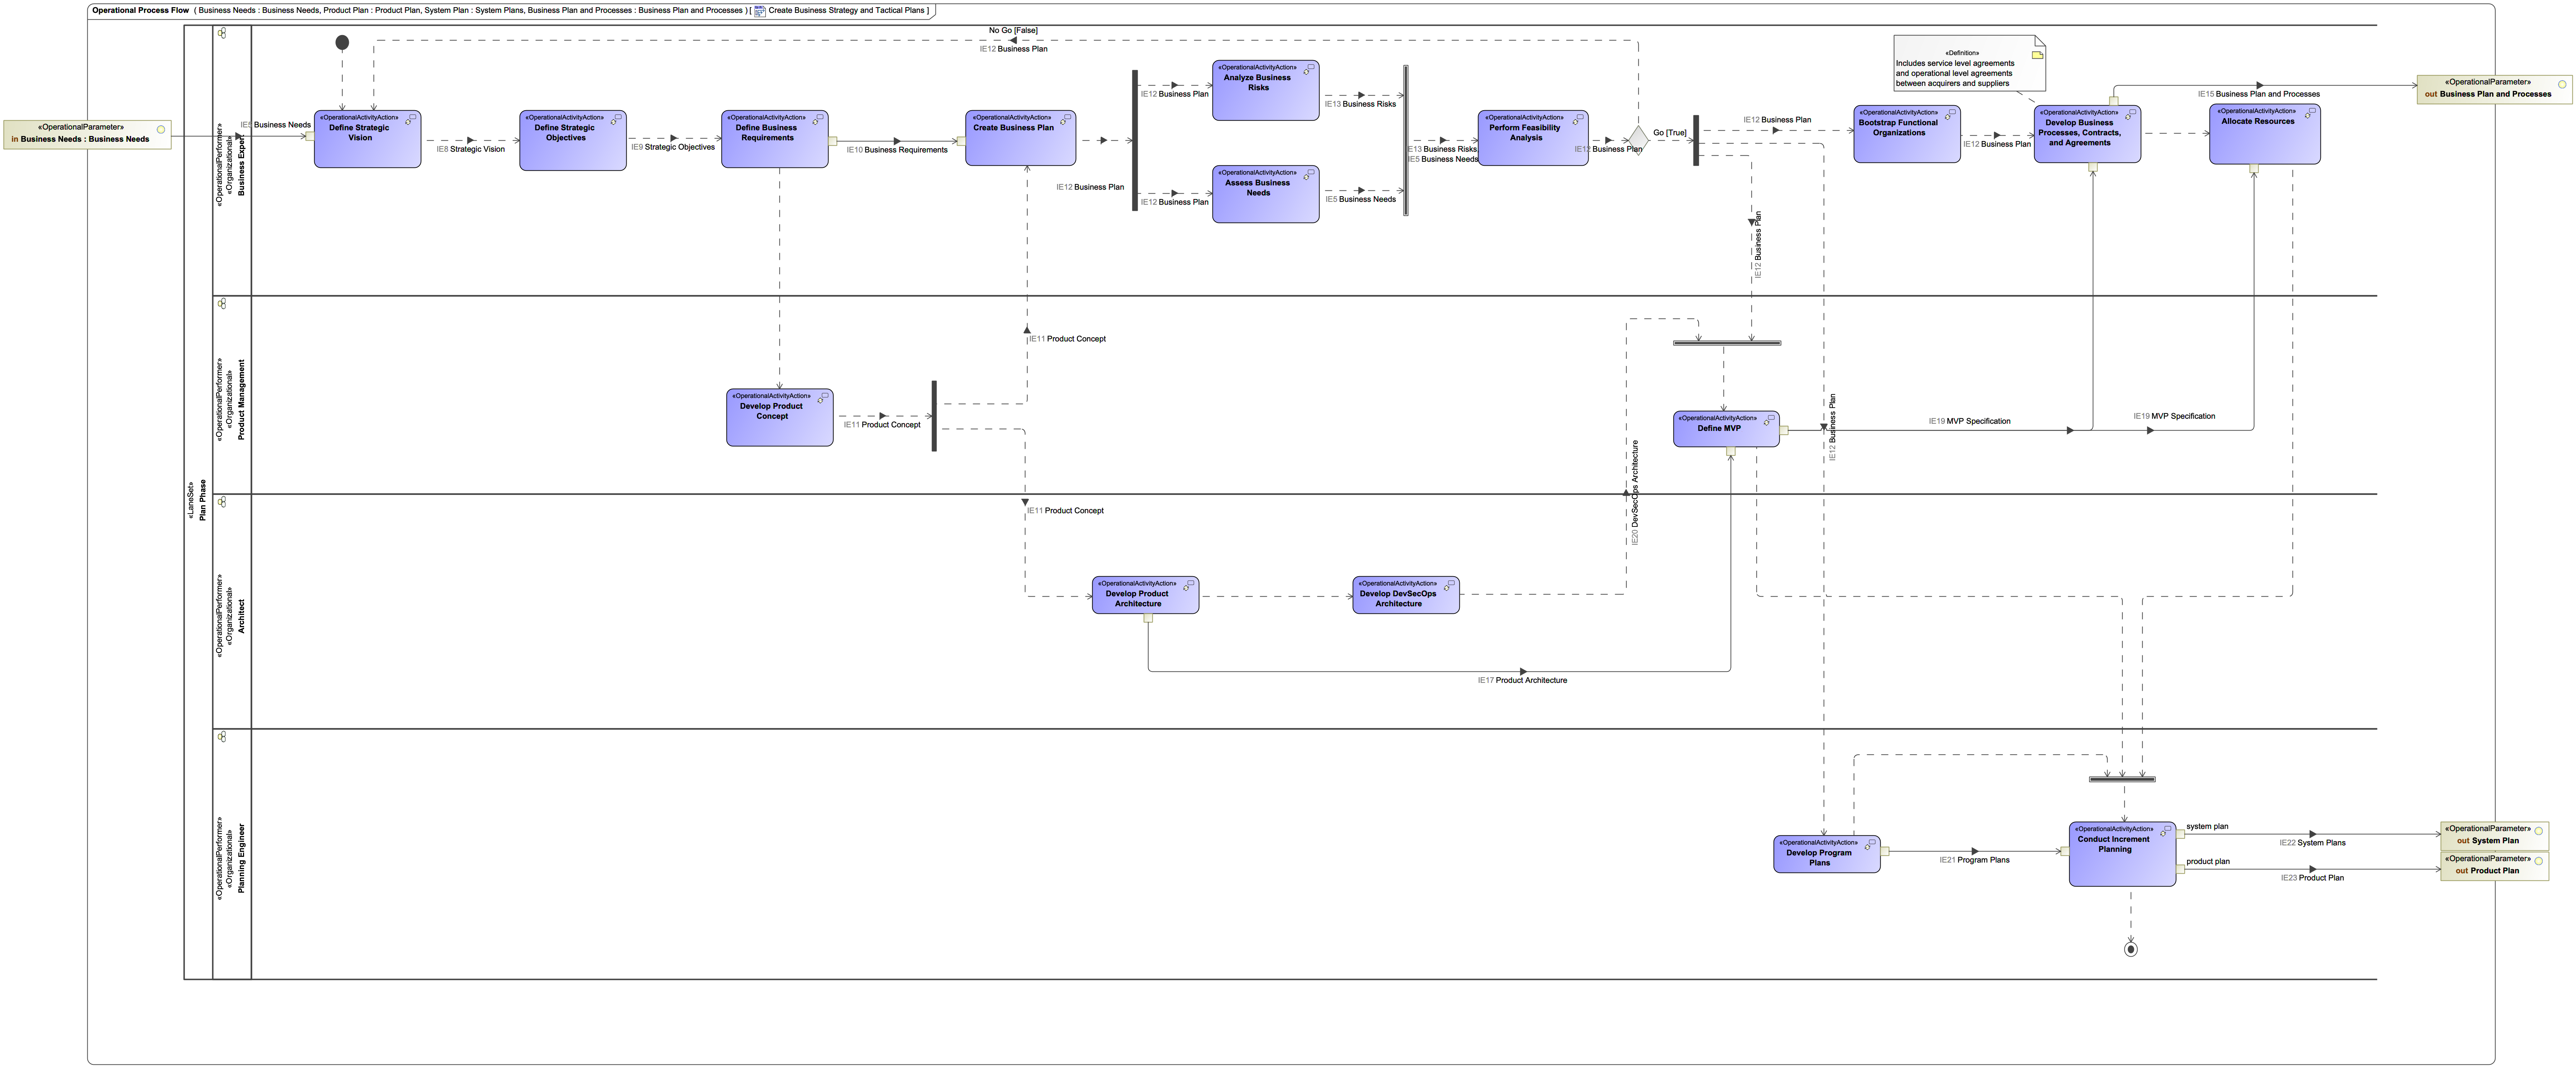 Operational Process Flow ( Business Needs : Business Needs, Product Plan : Product Plan, System Plan : System Plans, Business Plan and Processes : Business Plan and Processes ) [ Create Business Strategy and Tactical Plans ]
«OperationalParameter»
in Business Needs : Business Needs
IE5 Business Needs
«LaneSet»
Plan Phase
«OperationalPerformer»
«Organizational»
Business Expert
No Go [False]
IE12 Business Plan
«OperationalActivityAction»
Define Strategic
Vision
IE8 Strategic Vision
«OperationalActivityAction»
Define Strategic
Objectives
IE9 Strategic Objectives
«OperationalActivityAction»
Define Business
Requirements
IE10 Business Requirements
«OperationalActivityAction»
Create Business Plan
IE12 Business Plan
IE12 Business Plan
IE12 Business Plan
«OperationalActivityAction»
Analyze Business
Risks
IE13 Business Risks
«OperationalActivityAction»
Assess Business
Needs
IE5 Business Needs
IE13 Business Risks,
IE5 Business Needs
«OperationalActivityAction»
Perform Feasibility
Analysis
IE12 Business Plan
Go [True]
IE12 Business Plan
IE12 Business Plan
IE12 Business Plan
«OperationalActivityAction»
Bootstrap Functional
Organizations
IE12 Business Plan
«Definition»
Includes service level agreements
and operational level agreements
between acquirers and suppliers
«OperationalActivityAction»
Develop Business
Processes, Contracts,
and Agreements
«OperationalActivityAction»
Allocate Resources
IE15 Business Plan and Processes
«OperationalParameter»
out Business Plan and Processes
«OperationalPerformer»
«Organizational»
Product Management
IE11 Product Concept
«OperationalActivityAction»
Develop Product
Concept
IE11 Product Concept
«OperationalActivityAction»
Define MVP
IE19 MVP Specification
IE19 MVP Specification
«OperationalPerformer»
«Organizational»
Architect
IE11 Product Concept
IE20 DevSecOps Architecture
«OperationalActivityAction»
Develop Product
Architecture
«OperationalActivityAction»
Develop DevSecOps
Architecture
IE17 Product Architecture
«OperationalPerformer»
«Organizational»
Planning Engineer
«OperationalActivityAction»
Develop Program
Plans
IE21 Program Plans
«OperationalActivityAction»
Conduct Increment
Planning
system plan
IE22 System Plans
product plan
IE23 Product Plan
«OperationalParameter»
out System Plan
«OperationalParameter»
out Product Plan